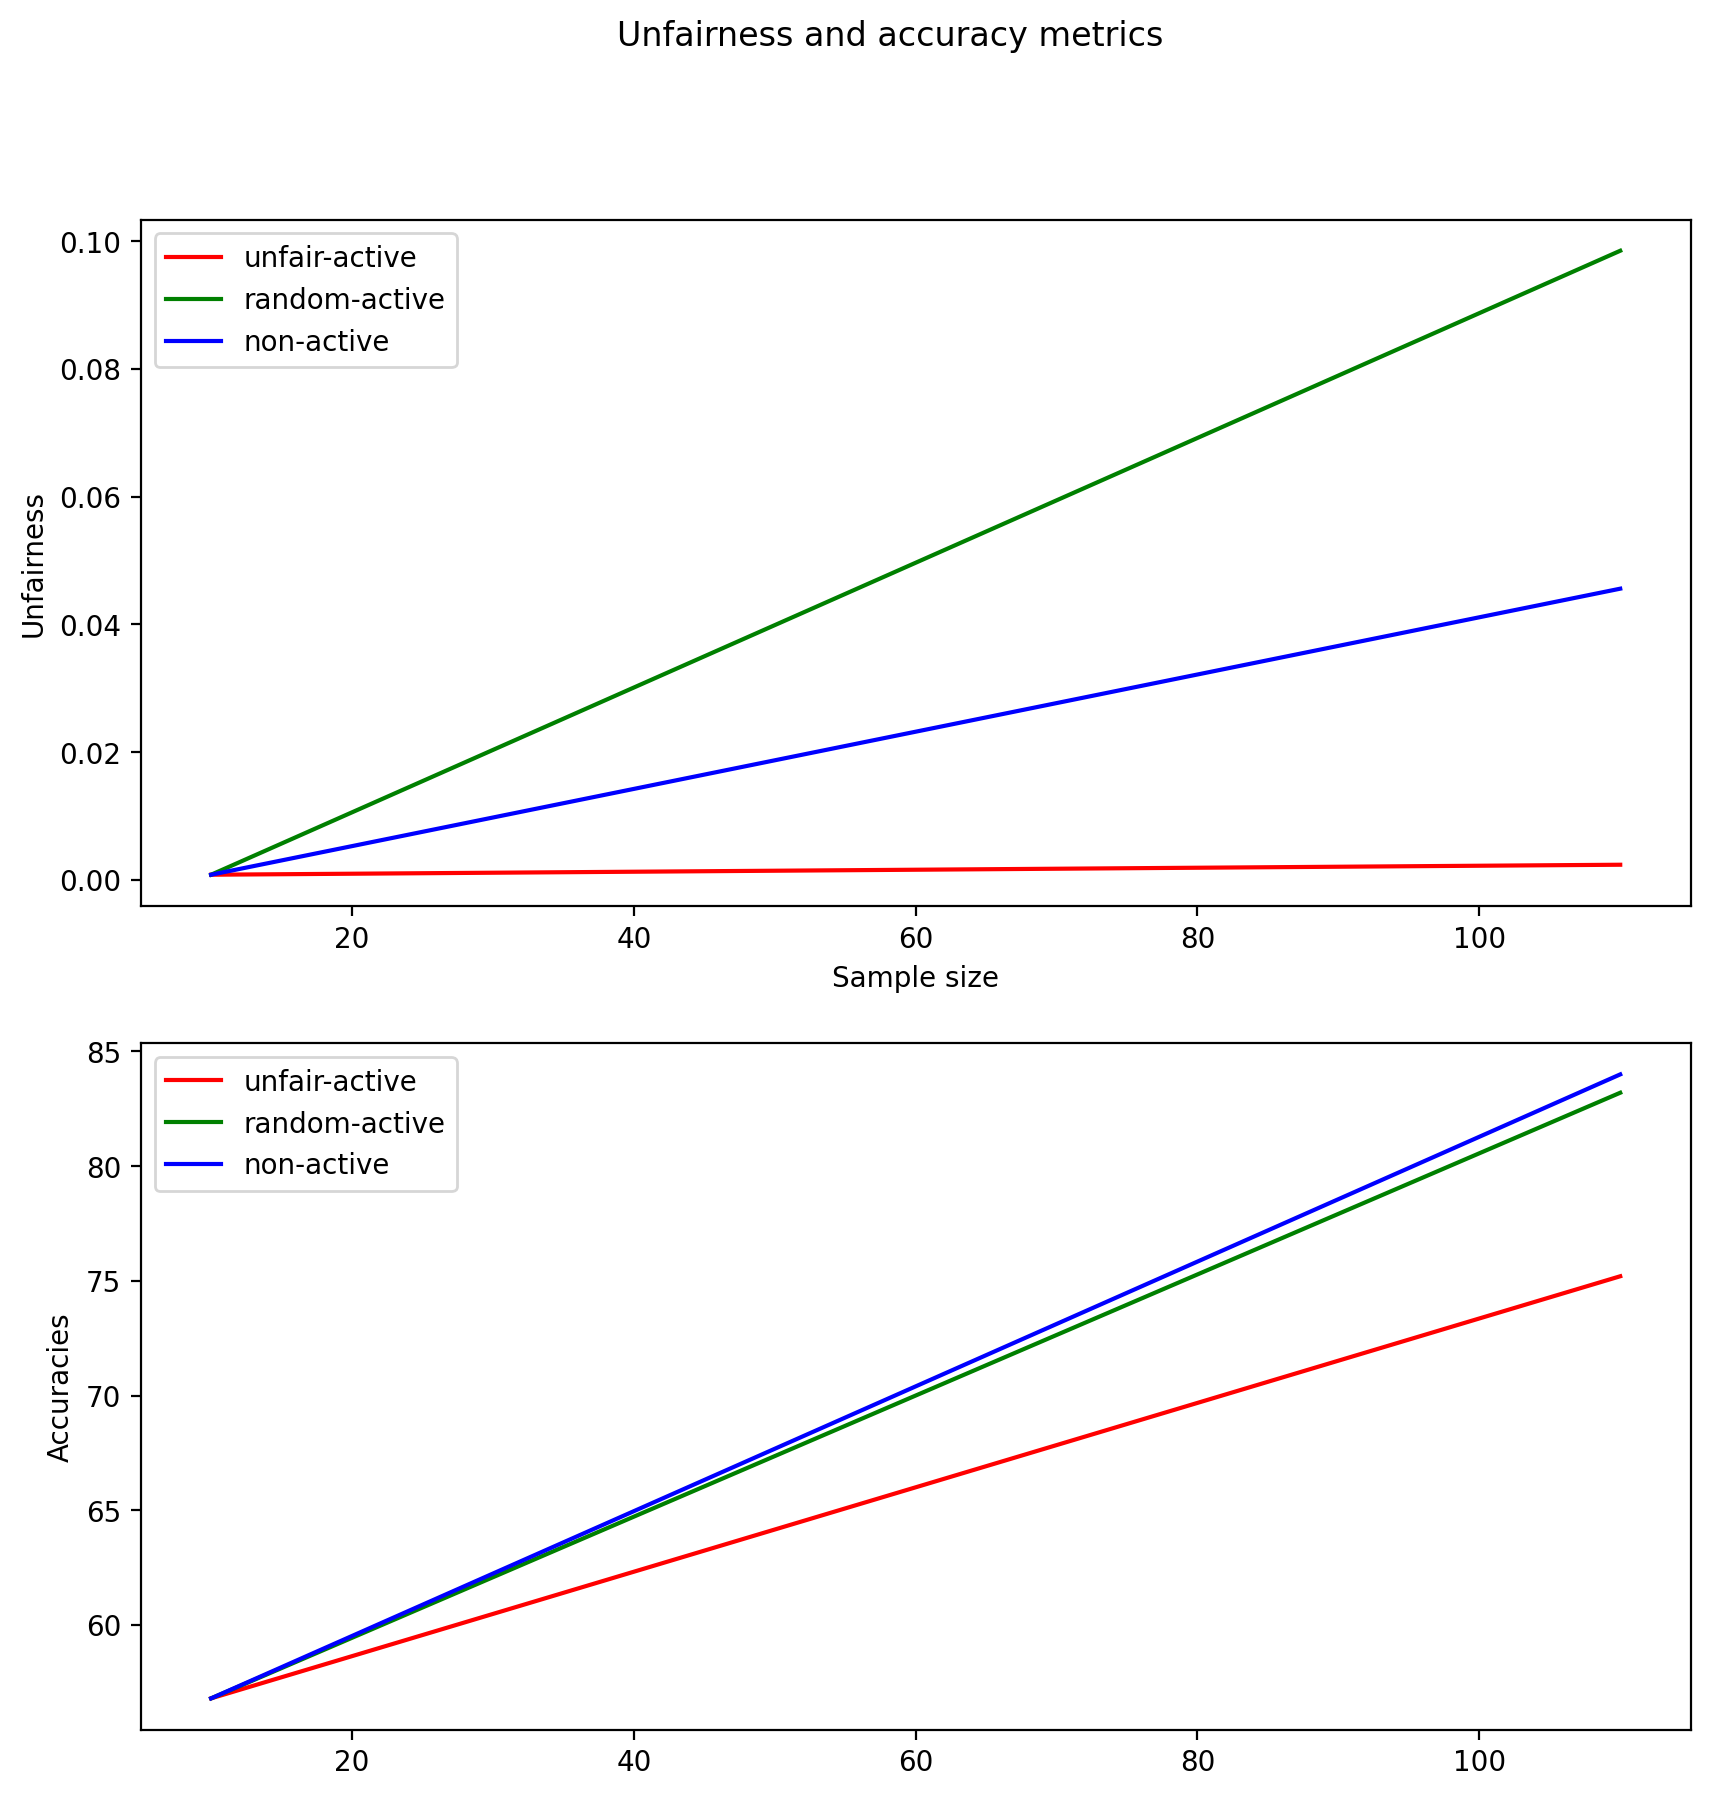 Unfairness and accuracy metrics
unfair-active
random-active
non-active
0.10
0.08
0.06
0.04
0.02
0.00
Unfairness
20 40 60 80 100
Sample size
unfair-active
random-active
non-active
85
80
75
70
65
60
Accuracies
20 40 60 80 100